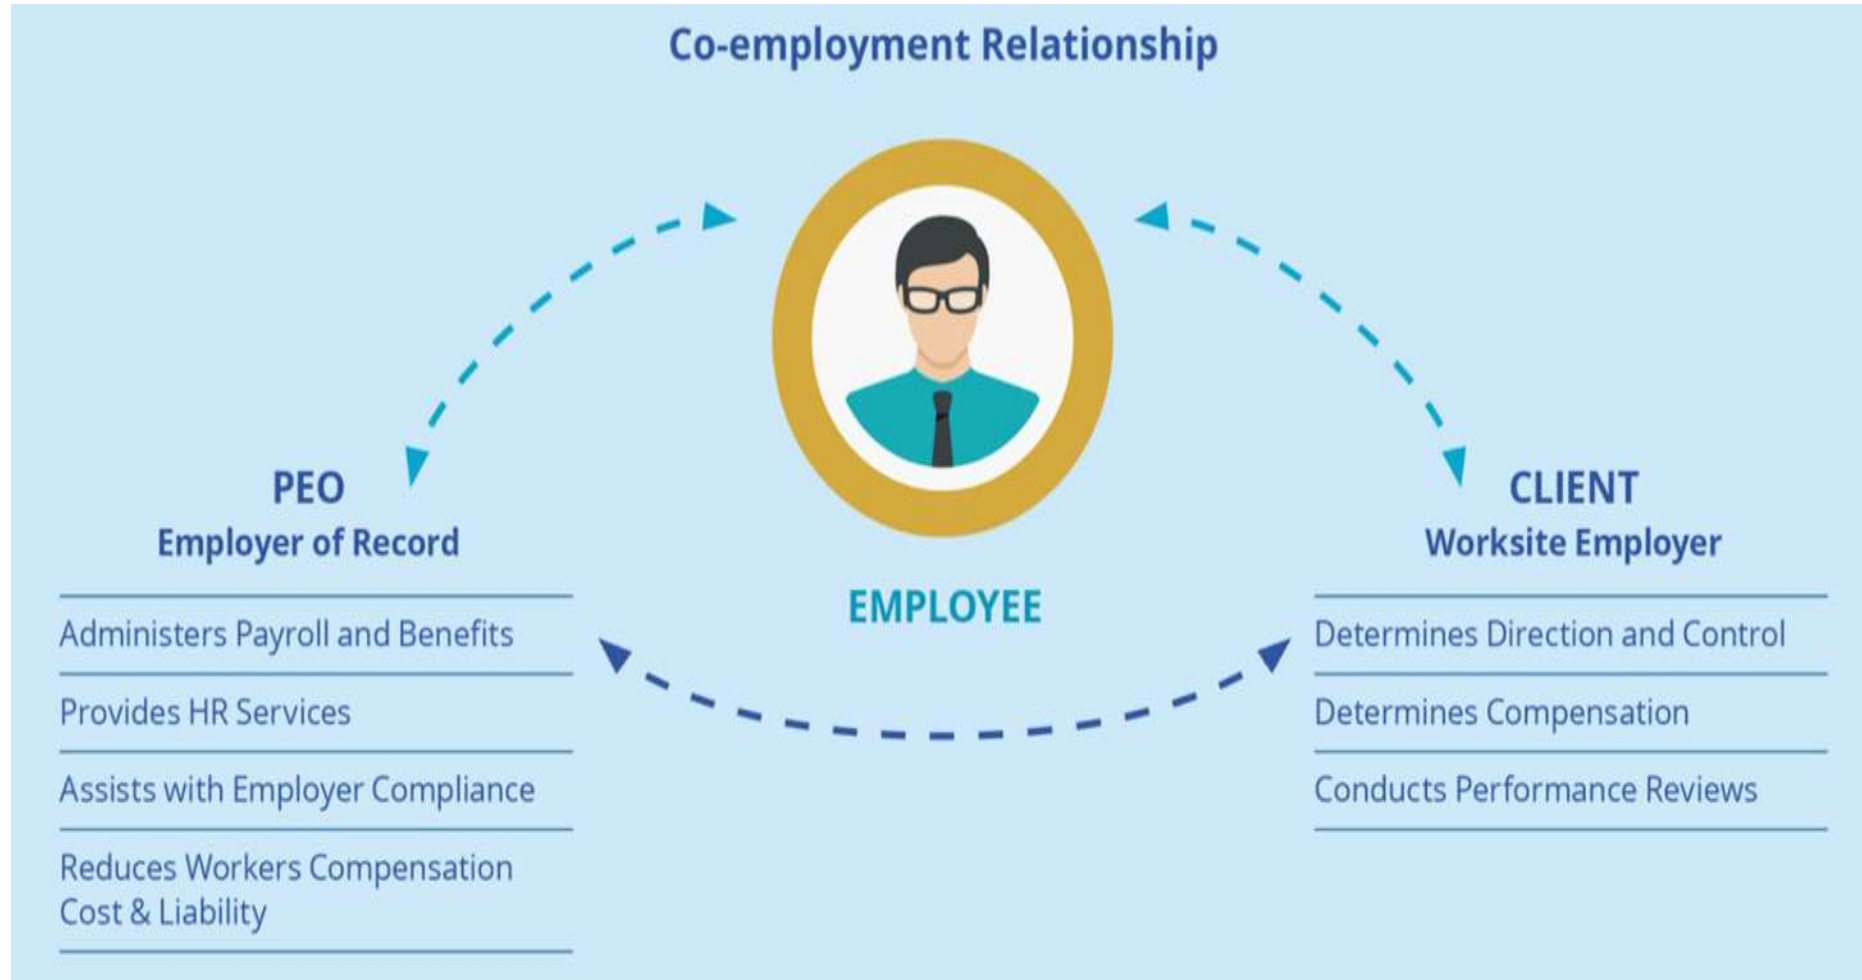 Co-employment Relationship
PEO
Employer of Record
Administers Payroll and Benefits
Provides HR Services
Assists with Employer Compliance
Reduces Workers Compensation
Cost & Liability
EMPLOYEE
CLIENT
Worksite Employer
Determines Direction and Control
Determines Compensation
Conducts Performance Reviews